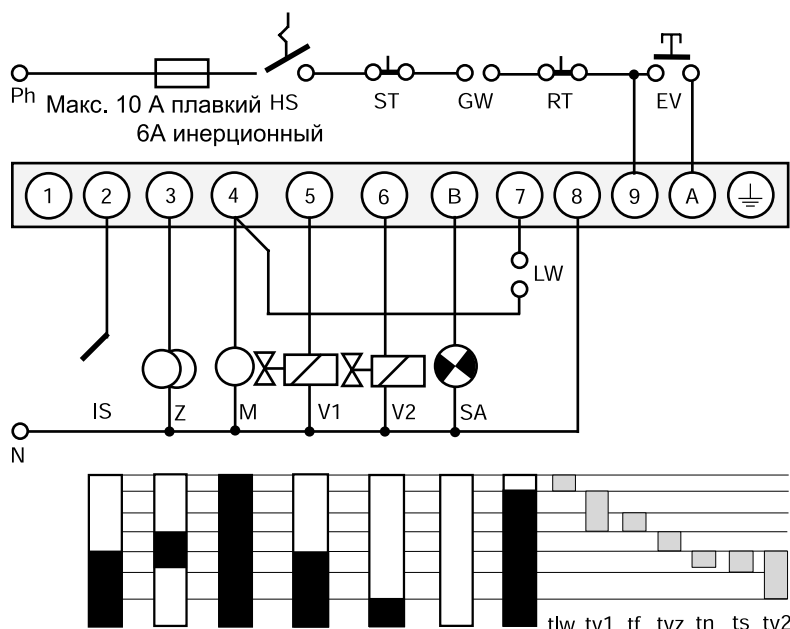 Ph
Макс. 10 А плавкий
6А инерционный
HS
ST
GW
RT
EV
1 2 3 4 5 6 B 7 8 9 A
LW
IS Z M V1 V2 SA
N
tlw tv1 tf tvz tn ts tv2